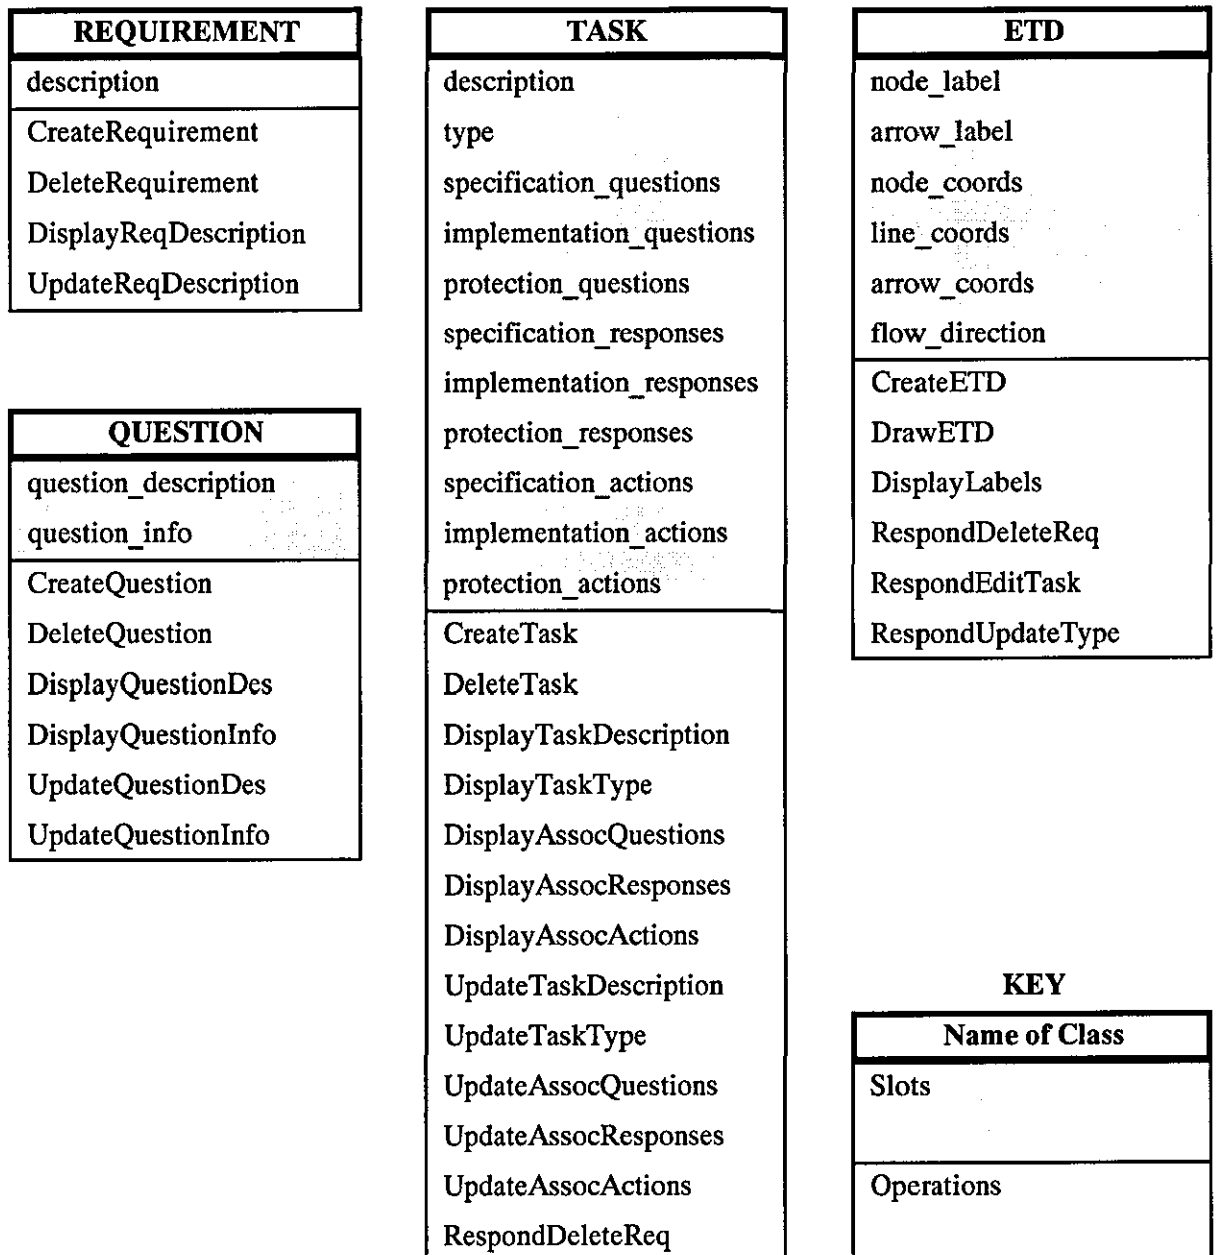 REQUIREMENT
description
CreateRequirement
DeleteRequirement
DisplayReqDescription
UpdateReqDescription
QUESTION
question_description
question_info
CreateQuestion
DeleteQuestion
DisplayQuestionDes
DisplayQuestionInfo
UpdateQuestionDes
UpdateQuestionInfo
TASK
description
type
specification_questions
implementation_questions
protection_questions
specification_responses
implementation_responses
protection_responses
specification_actions
implementation_actions
protection_actions
CreateTask
DeleteTask
DisplayTaskDescription
DisplayTaskType
DisplayAssocQuestions
DisplayAssocResponses
DisplayAssocActions
UpdateTaskDescription
UpdateTaskType
UpdateAssocQuestions
UpdateAssocResponses
UpdateAssocActions
RespondDeleteReq
ETD
node_label
arrow_label
node_coords
line_coords
arrow_coords
flow_direction
CreateETD
DrawETD
DisplayLabels
RespondDeleteReq
RespondEditTask
RespondUpdateType
KEY
Name of Class
Slots
Operations